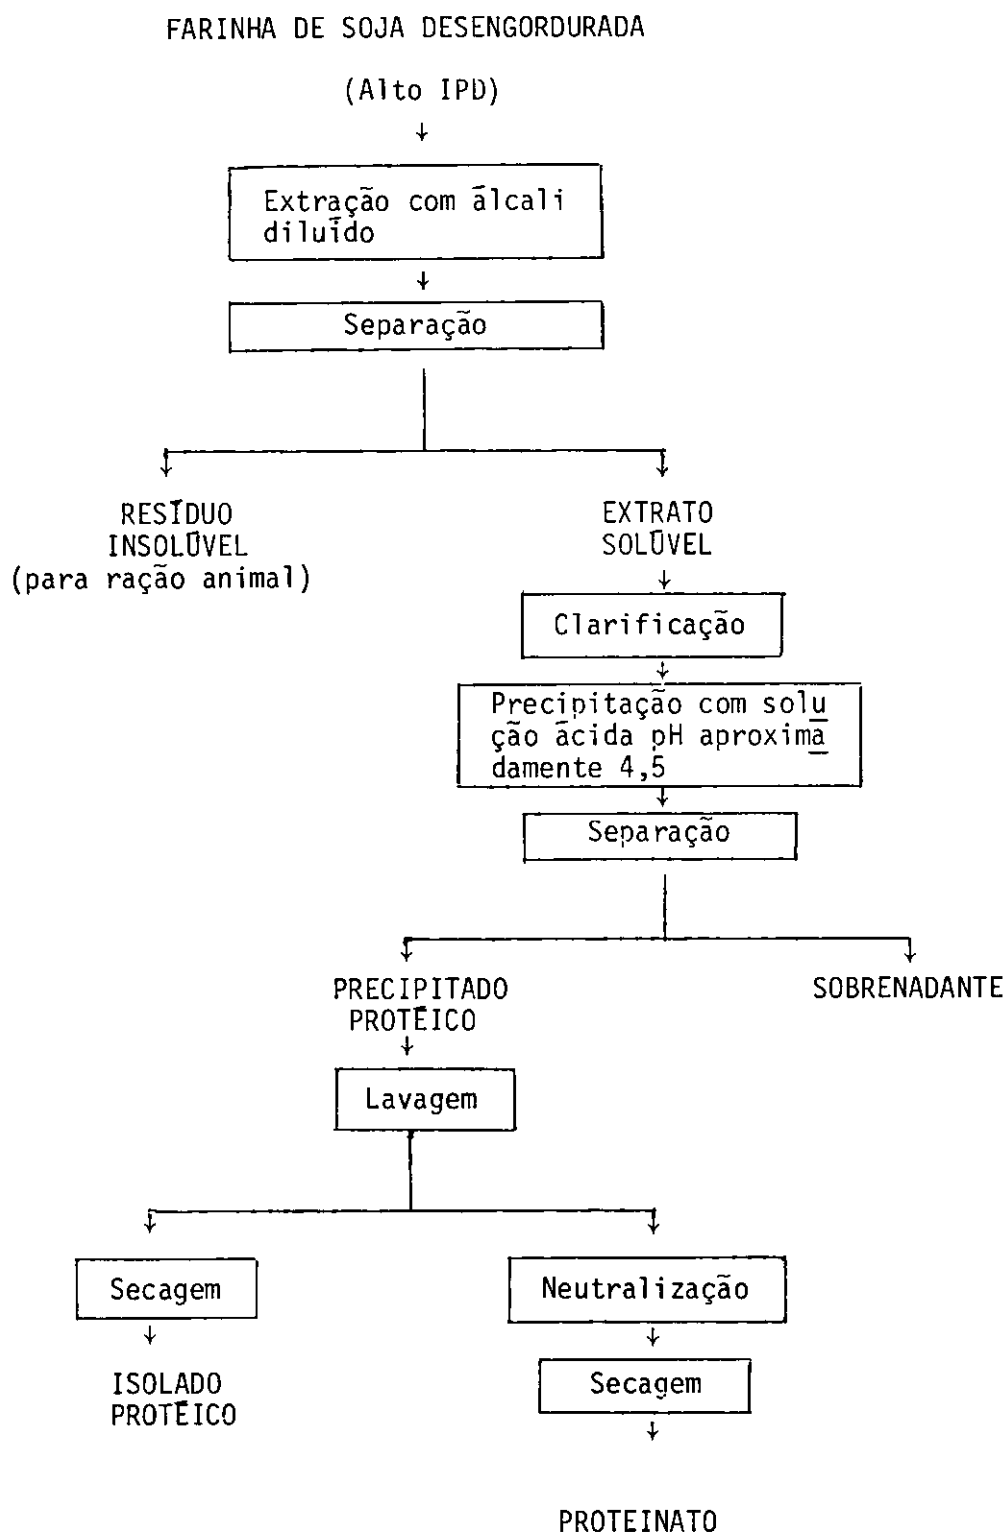 FARINHA DE SOJA DESENGORDURADA
(Alto IPD)
↓
Extração com álcali
diluído
↓
Separação
↓ ↓
RESÍDUO
INSOLÚVEL
(para ração animal)
EXTRATO
SOLÚVEL
↓
Clarificação
↓
Precipitação com solu
ção ácida pH aproxima
damente 4,5
↓
Separação
↓ ↓
PRECIPITADO
PROTÉICO
SOBRENADANTE
↓
Lavagem
↓ ↓
Secagem
↓
ISOLADO
PROTÉICO
Neutralização
↓
Secagem
↓
PROTEINATO